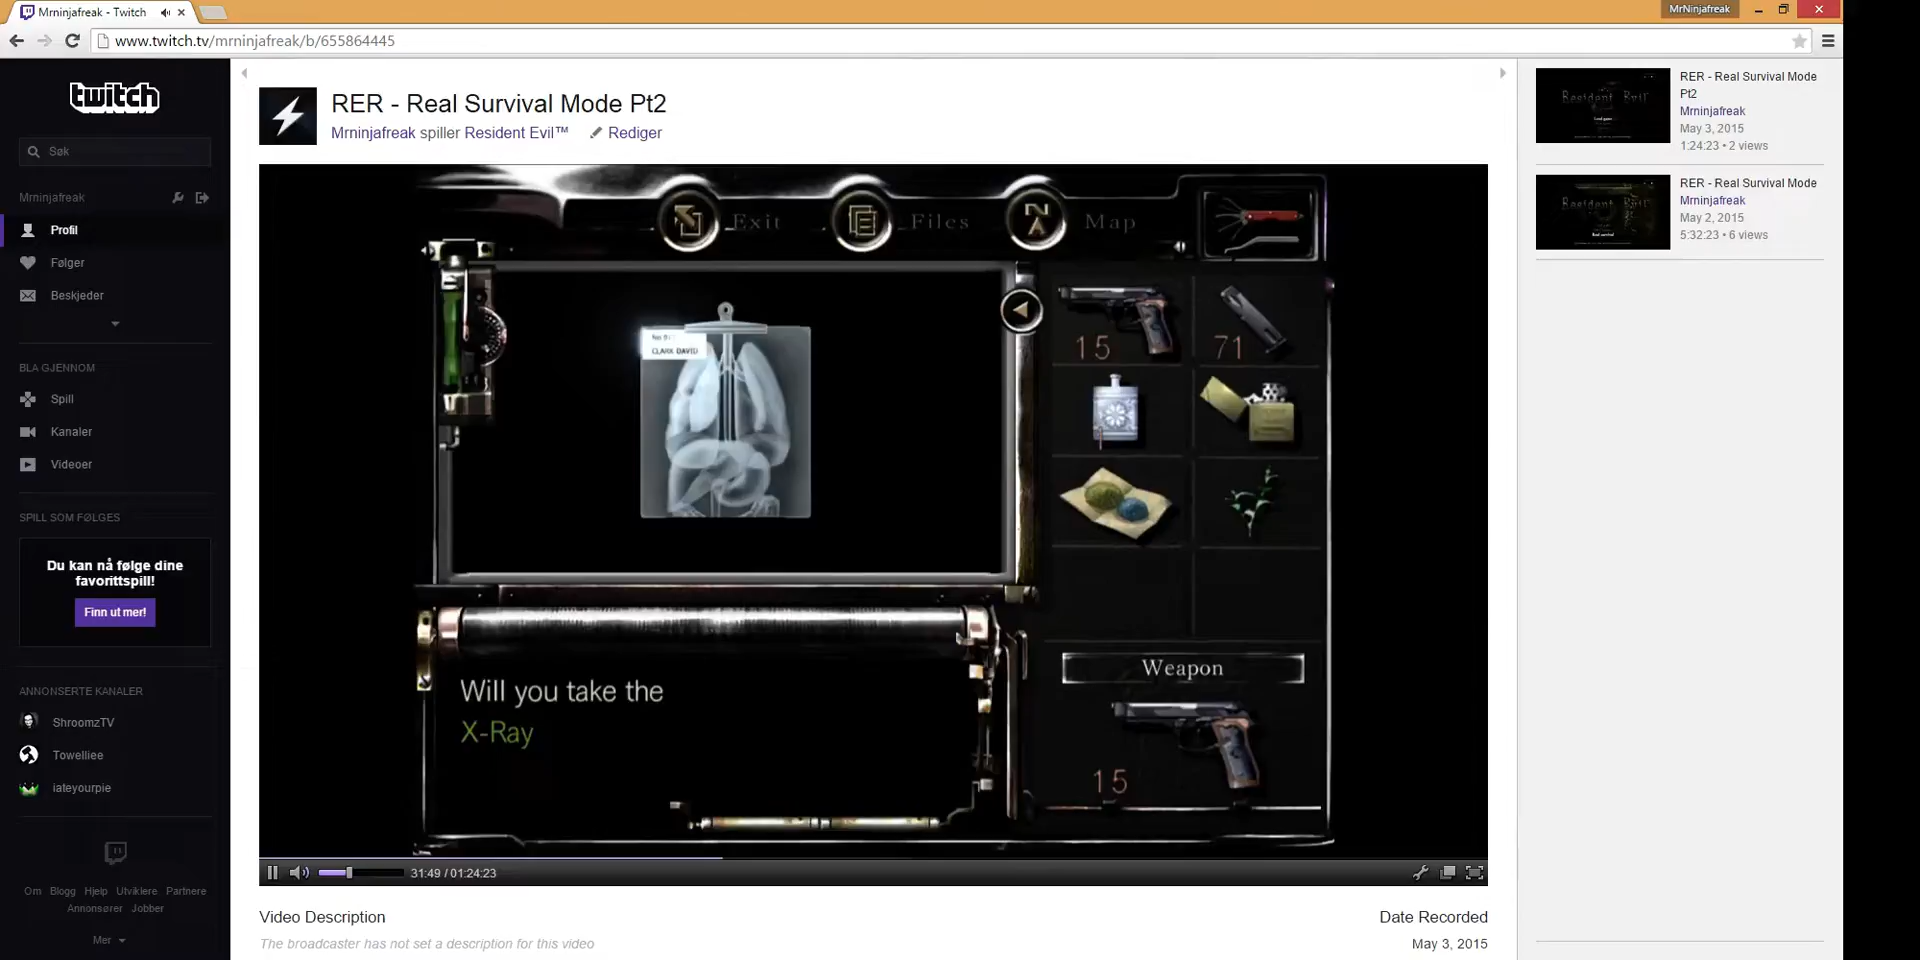 Mrninjafreak - Twitch
MrNinjafreak
www.twitch.tv/mrninjafreak/b/655864445
twitch
Søk
Mrninjafreak
Profil
Følger
Beskjeder
BLA GJENNOM
Spill
Kanaler
Videoer
SPILL SOM FØLGES
Du kan nå følge dine
favorittspill!
Finn ut mer!
ANNONSERTE KANALER
ShroomzTV
Towelliee
iateyourpie
Om Blogg Hjelp Utviklere Partnere
Annonsører Jobber
Mer
RER - Real Survival Mode Pt2
Mrninjafreak spiller Resident Evil™ Rediger
Exit Files Map
CLARK DAVID
15 71
Will you take the
X-Ray
Weapon
15
31:49 / 01:24:23
Video Description
The broadcaster has not set a description for this video
Date Recorded
May 3, 2015
Resident Evil
RER - Real Survival Mode
Pt2
Mrninjafreak
May 3, 2015
1:24:23 • 2 views
Resident Evil
RER - Real Survival Mode
Mrninjafreak
May 2, 2015
5:32:23 • 6 views